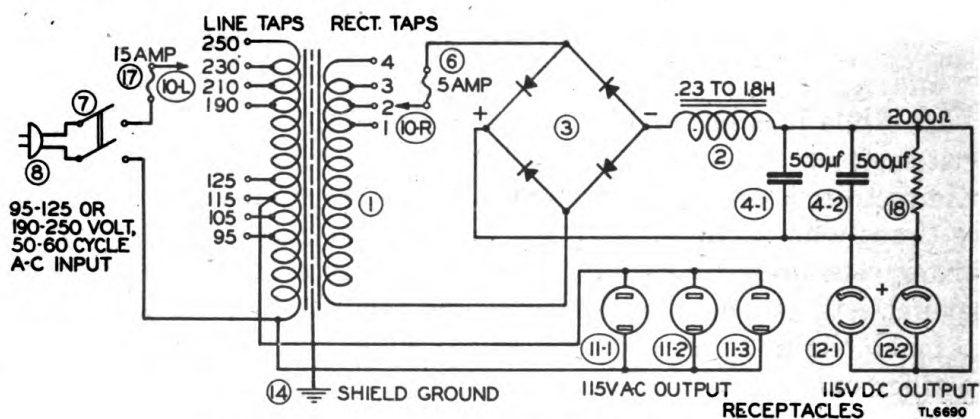 LINE TAPS RECT. TAPS
250
230
210
190
125
115
105
95
4
3
2
1
15 AMP
17
10-L
7
8
95-125 OR
190-250 VOLT,
50-60 CYCLE
A-C INPUT
6
5 AMP
10-R
1
+
3
−
.23 TO 1.8H
2
2000Ω
500µf
500µf
4-1
4-2
18
11-1
11-2
11-3
+
−
12-1
12-2
14
SHIELD GROUND
115V AC OUTPUT
115V DC OUTPUT
RECEPTACLES